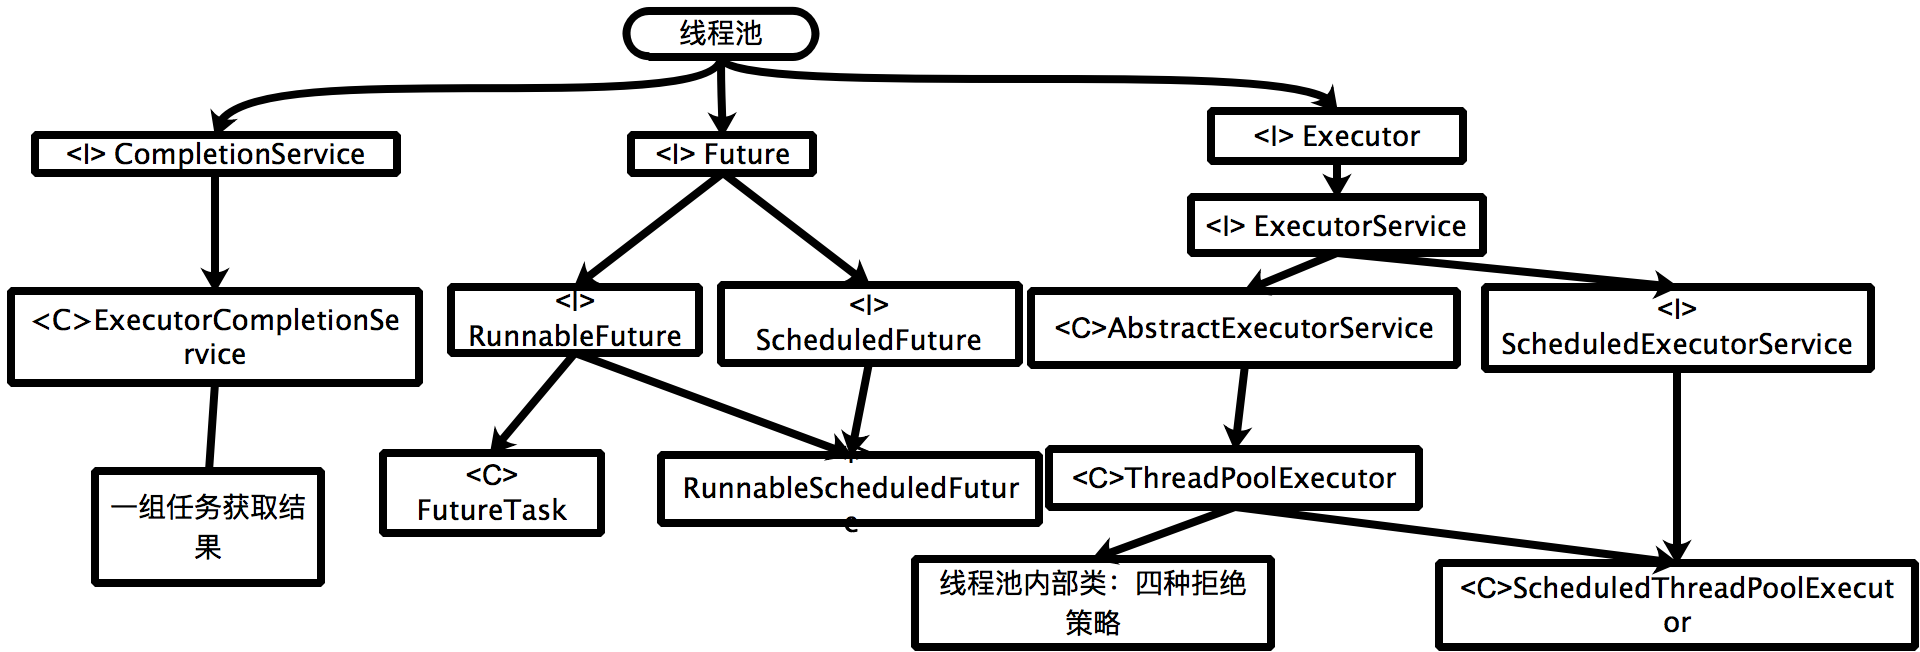 线程池
<I> CompletionService
<I> Future
<I> Executor
<I> ExecutorService
<C>ExecutorCompletionSe
rvice
<I>
RunnableFuture
<I>
ScheduledFuture
<C>AbstractExecutorService
<I>
ScheduledExecutorService
一组任务获取结
果
<C>
FutureTask
RunnableScheduledFutur
e
<C>ThreadPoolExecutor
线程池内部类：四种拒绝
策略
<C>ScheduledThreadPoolExecut
or